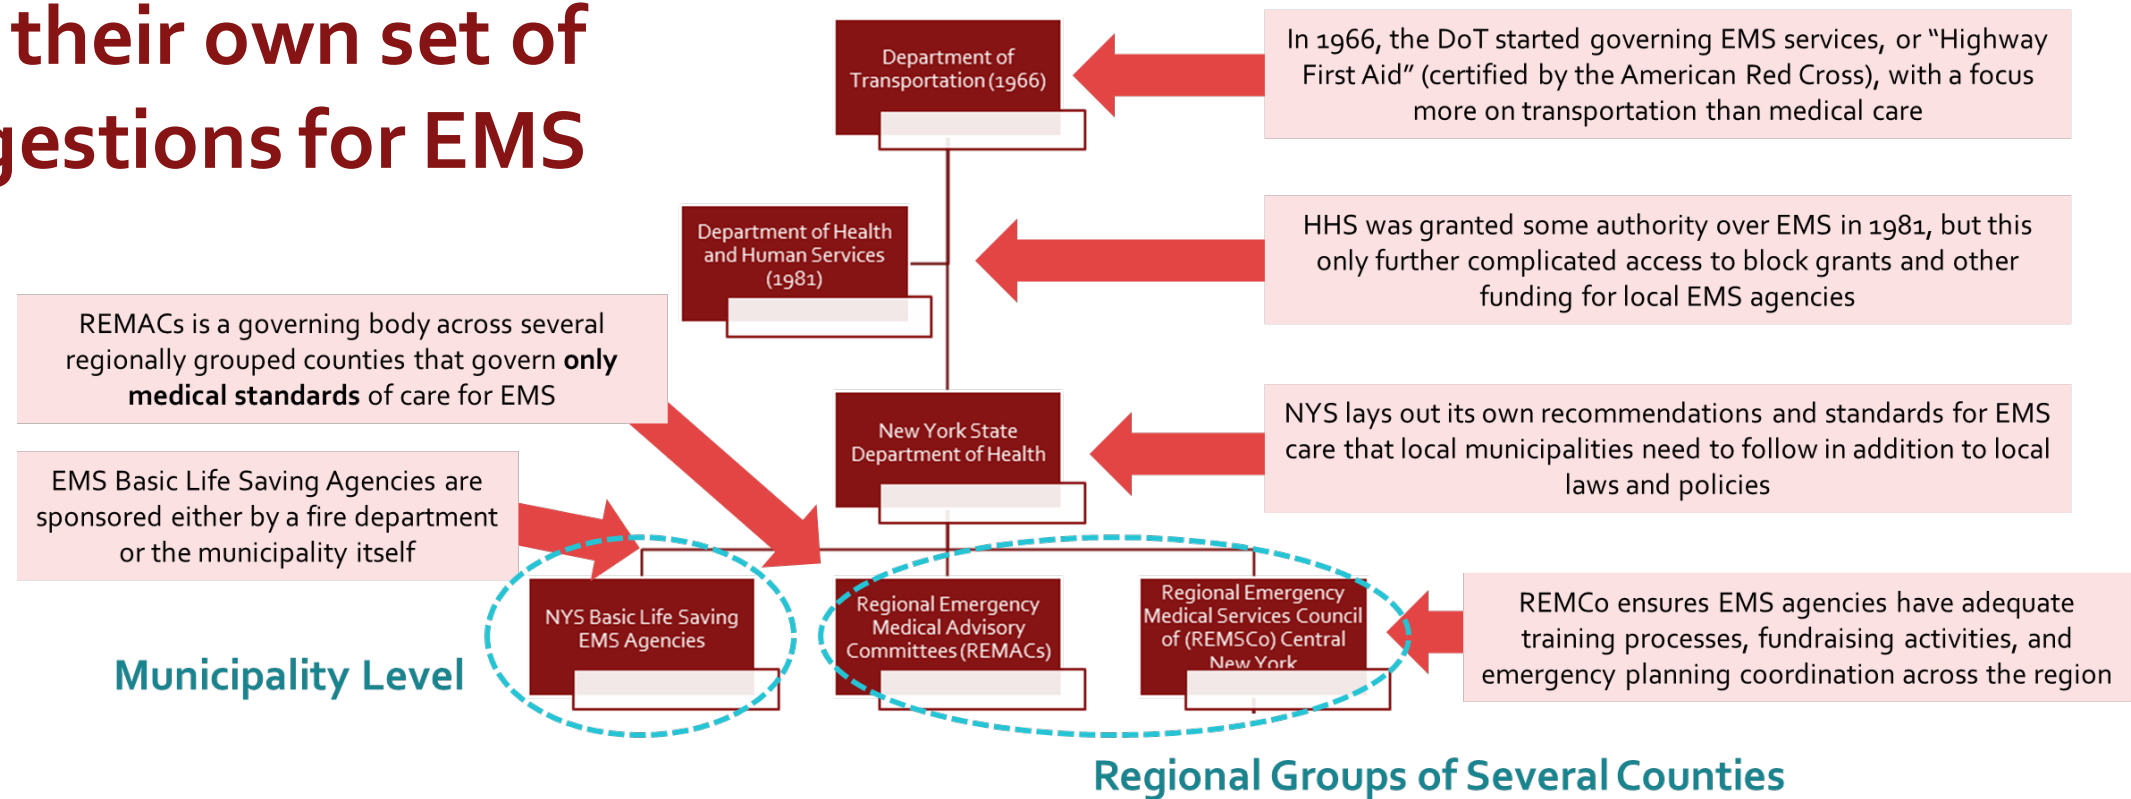 their own set of
gestions for EMS
Department of
Transportation (1966)
In 1966, the DoT started governing EMS services, or “Highway
First Aid” (certified by the American Red Cross), with a focus
more on transportation than medical care
Department of Health
and Human Services
(1981)
HHS was granted some authority over EMS in 1981, but this
only further complicated access to block grants and other
funding for local EMS agencies
REMACs is a governing body across several
regionally grouped counties that govern only
medical standards of care for EMS
New York State
Department of Health
NYS lays out its own recommendations and standards for EMS
care that local municipalities need to follow in addition to local
laws and policies
EMS Basic Life Saving Agencies are
sponsored either by a fire department
or the municipality itself
NYS Basic Life Saving
EMS Agencies
Regional Emergency
Medical Advisory
Committees (REMACs)
Regional Emergency
Medical Services Council
of (REMSCo) Central
New York
REMCo ensures EMS agencies have adequate
training processes, fundraising activities, and
emergency planning coordination across the region
Municipality Level
Regional Groups of Several Counties